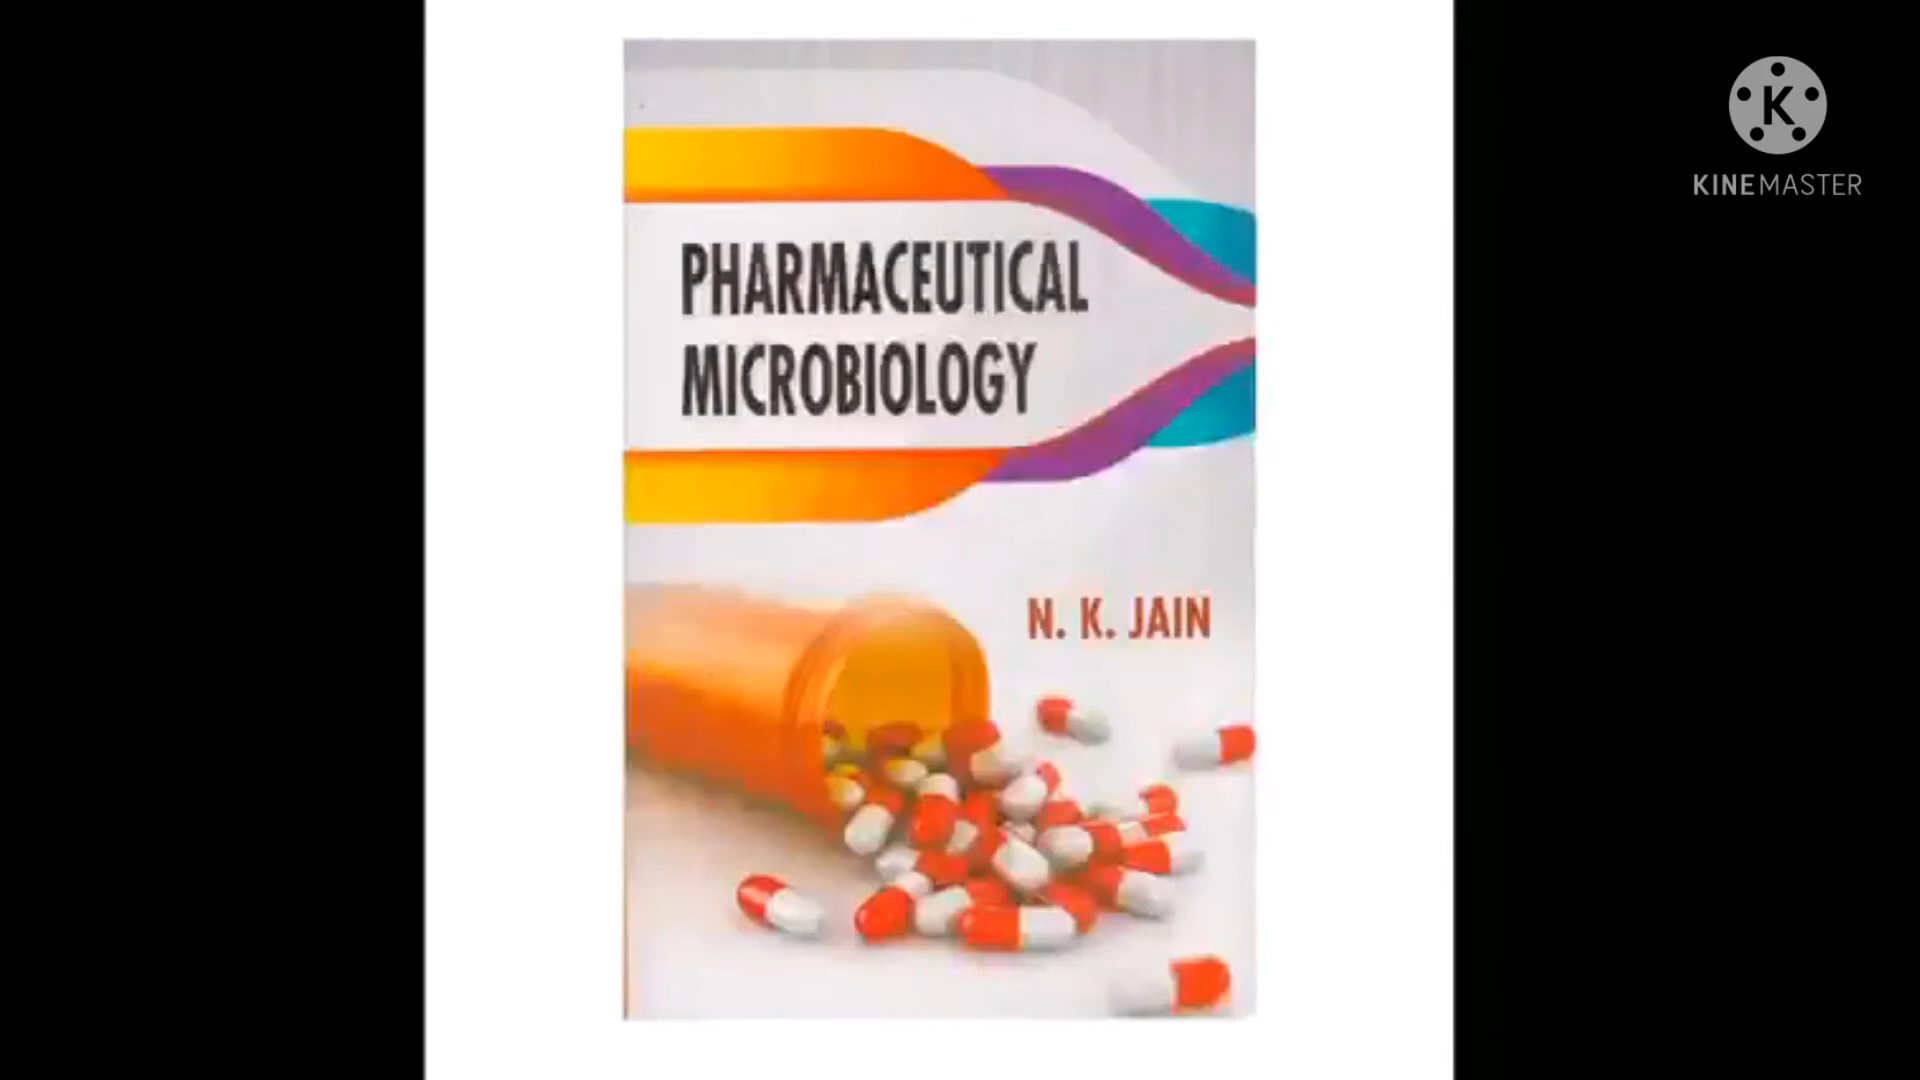 PHARMACEUTICAL
MICROBIOLOGY
N. K. JAIN
K
KINEMASTER